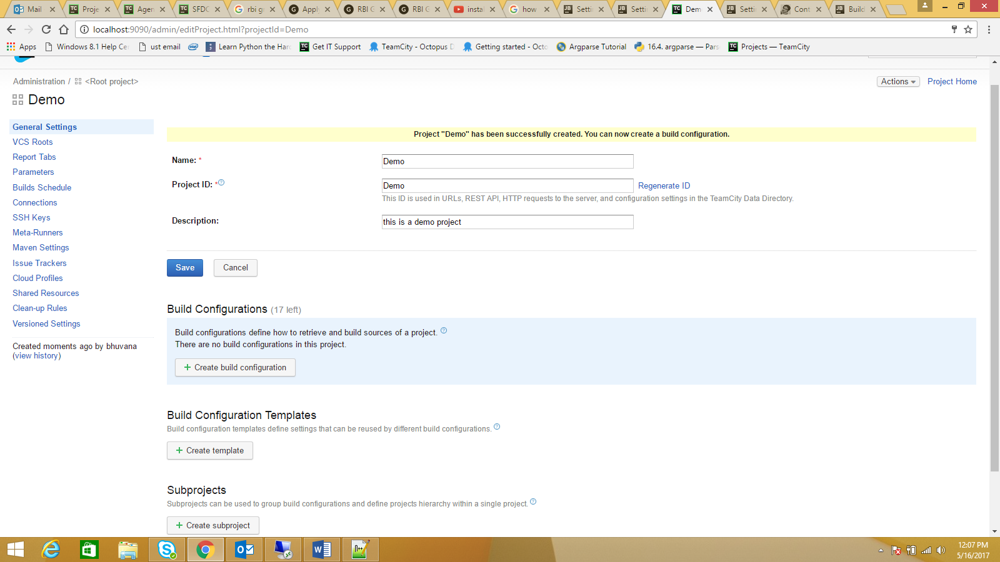 Mail
Proje
Agen
SFDC
rbi g
Apply
RBI G
RBI G
instal
how
Settin
Settin
Dem
Settin
Cont
Build
localhost:9090/admin/editProject.html?projectId=Demo
Apps
Windows 8.1 Help Ce
ust email
Learn Python the Har
Get IT Support
TeamCity - Octopus D
Getting started - Octo
Argparse Tutorial
16.4. argparse — Pars
Projects — TeamCity
Administration / <Root project>
Actions
Project Home
Demo
General Settings
VCS Roots
Report Tabs
Parameters
Builds Schedule
Connections
SSH Keys
Meta-Runners
Maven Settings
Issue Trackers
Cloud Profiles
Shared Resources
Clean-up Rules
Versioned Settings
Created moments ago by bhuvana
(view history)
Project "Demo" has been successfully created. You can now create a build configuration.
Name: *
Demo
Project ID: *
Demo
Regenerate ID
This ID is used in URLs, REST API, HTTP requests to the server, and configuration settings in the TeamCity Data Directory.
Description:
this is a demo project
Save
Cancel
Build Configurations (17 left)
Build configurations define how to retrieve and build sources of a project.
There are no build configurations in this project.
+ Create build configuration
Build Configuration Templates
Build configuration templates define settings that can be reused by different build configurations.
+ Create template
Subprojects
Subprojects can be used to group build configurations and define projects hierarchy within a single project.
+ Create subproject
12:07 PM
5/16/2017